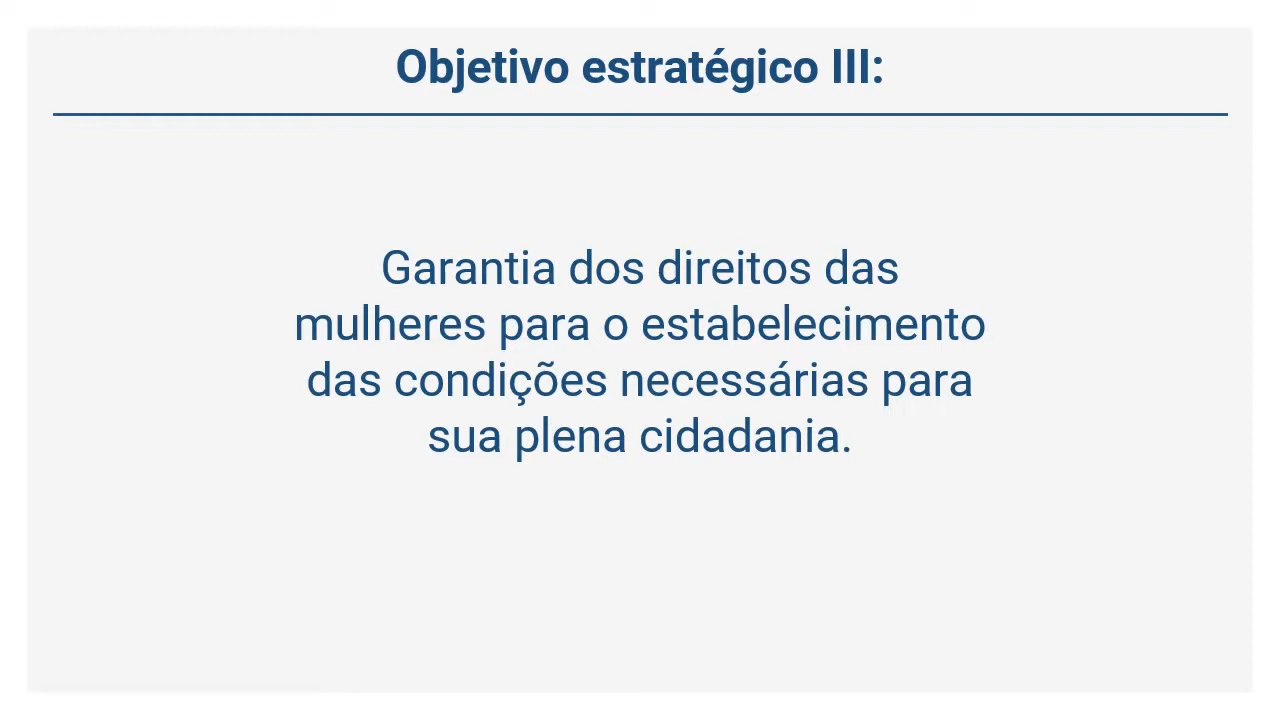 Objetivo estratégico III:
Garantia dos direitos das
mulheres para o estabelecimento
das condições necessárias para
sua plena cidadania.